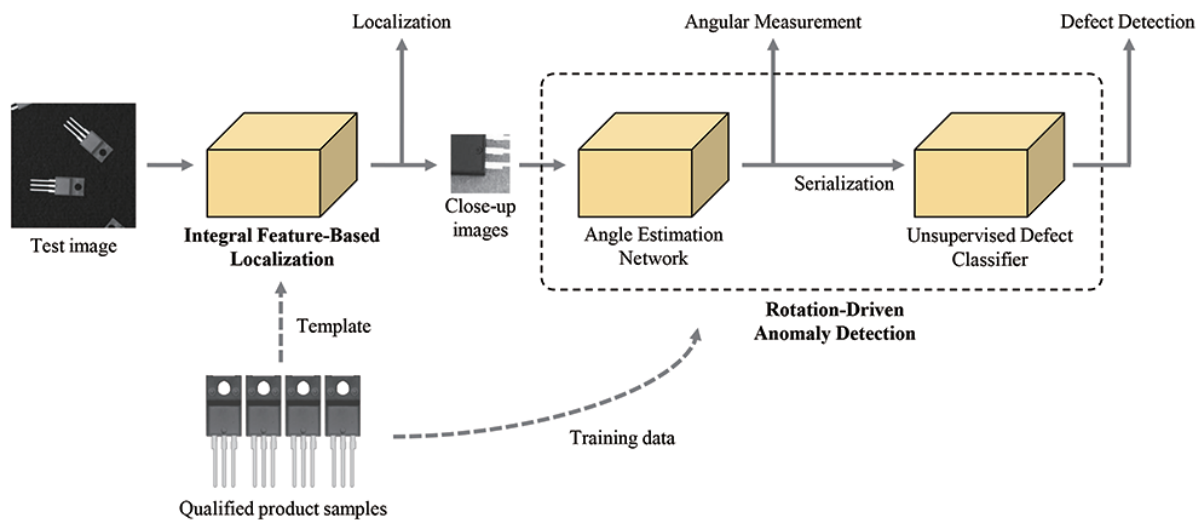 Localization
Angular Measurement
Defect Detection
Test image
Integral Feature-Based
Localization
Close-up
images
Angle Estimation
Network
Serialization
Unsupervised Defect
Classifier
Rotation-Driven
Anomaly Detection
Template
Training data
Qualified product samples